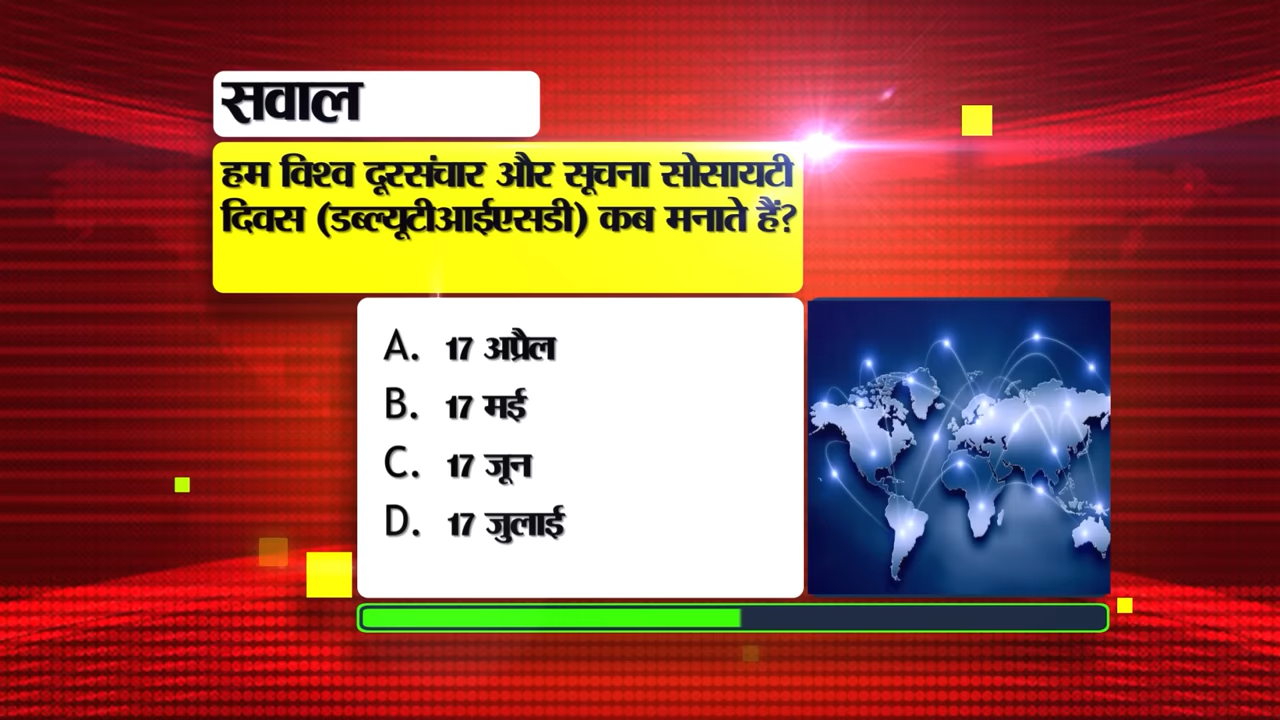 सवाल
हम विश्व दूरसंचार और सूचना सोसायटी
दिवस (डब्ल्यूटीआईएसडी) कब मनाते हैं?
A. 17 अप्रैल
B. 17 मई
C. 17 जून
D. 17 जुलाई